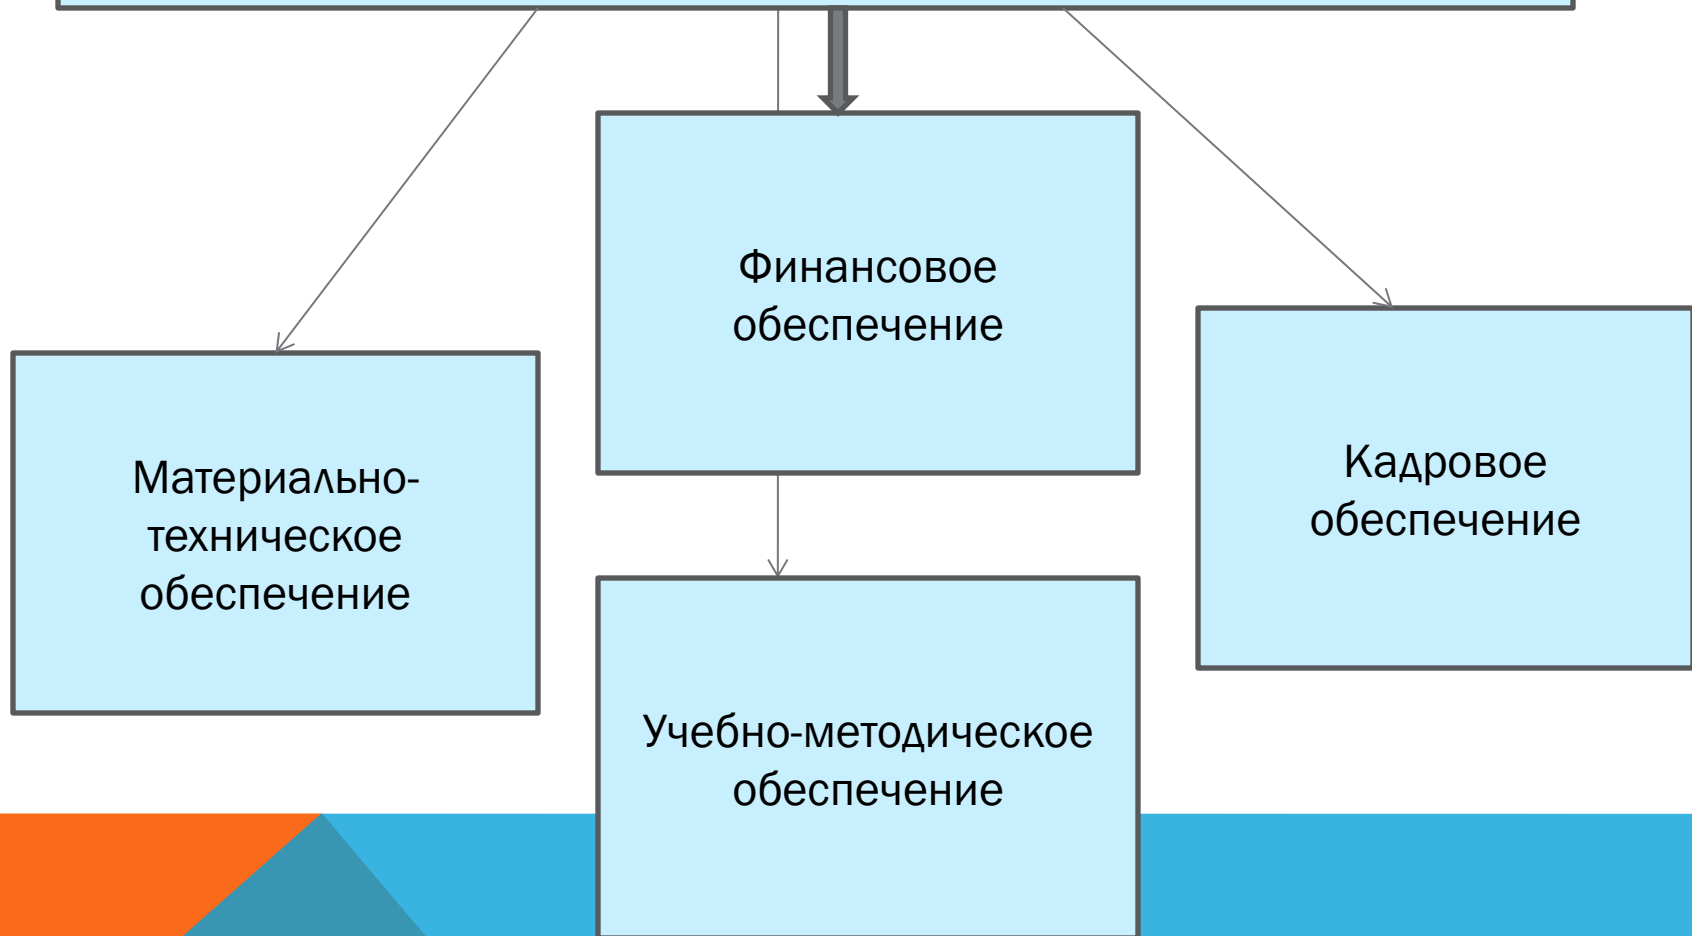 Финансовое
обеспечение
Материально-
техническое
обеспечение
Кадровое
обеспечение
Учебно-методическое
обеспечение